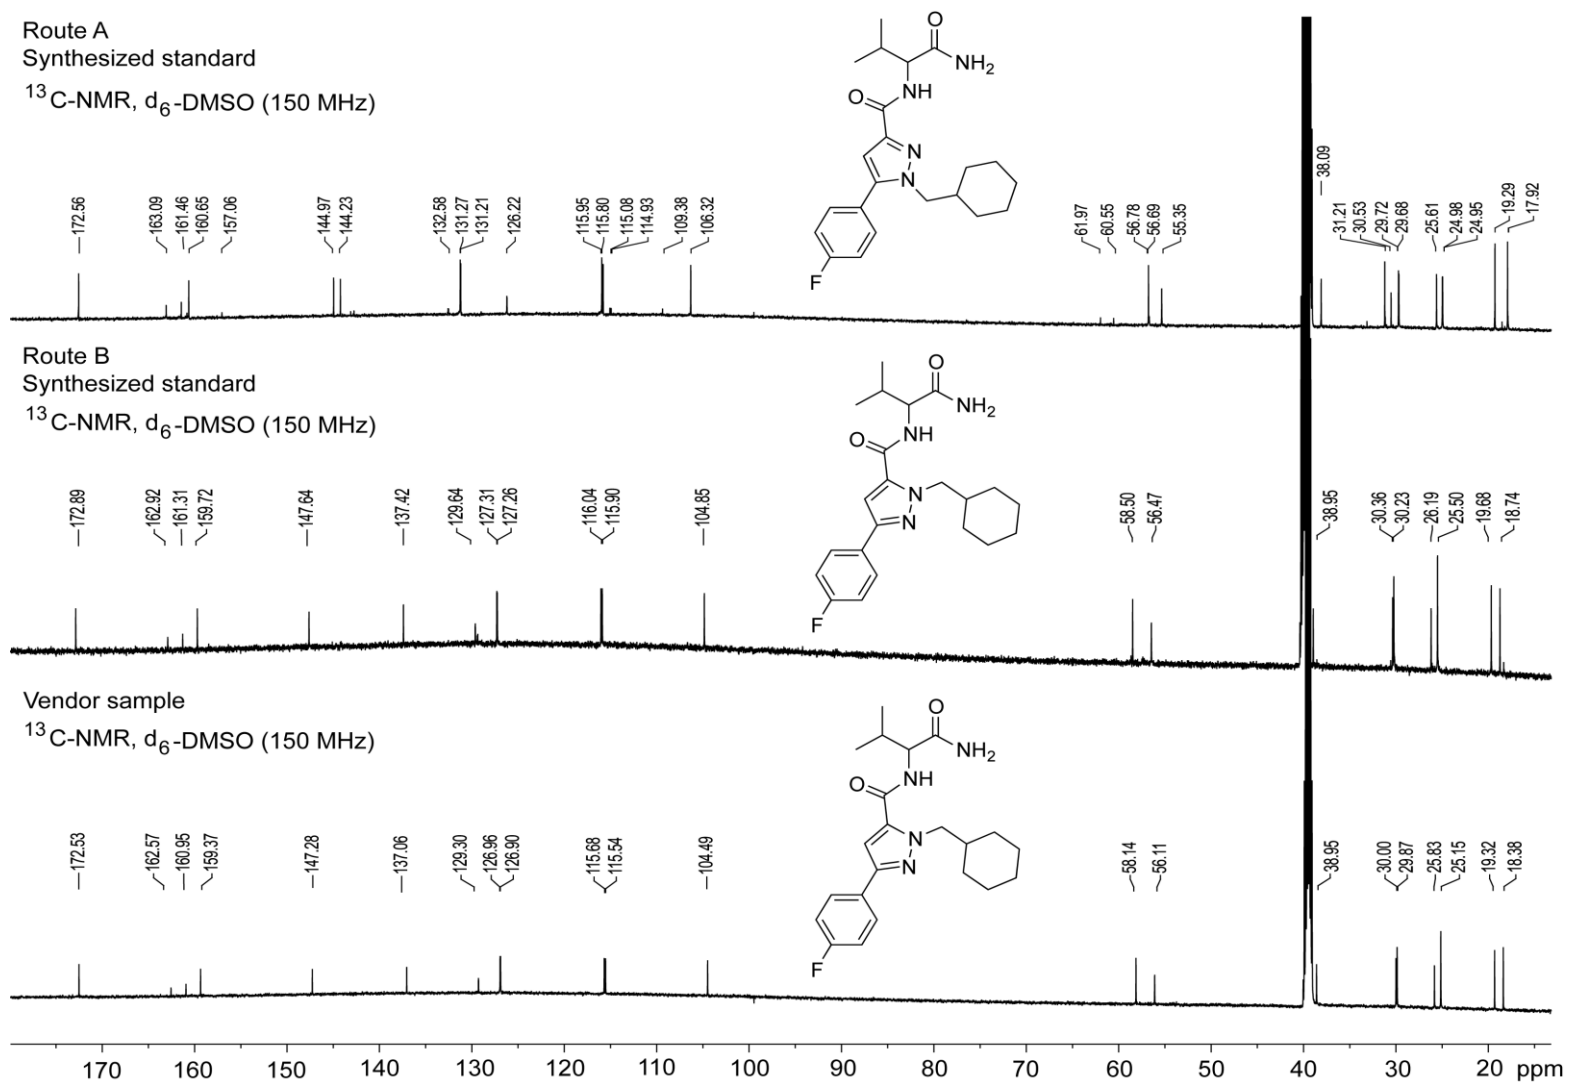 Route A
Synthesized standard
13C-NMR, d6-DMSO (150 MHz)
O
NH2
NH
O
N
N
F
172.56
163.09
161.46
160.65
157.06
144.97
144.23
132.58
131.27
131.21
126.22
115.95
115.80
115.08
114.93
109.38
106.32
61.97
60.55
56.78
56.69
55.35
38.09
31.21
30.53
29.72
29.68
25.61
24.98
24.95
19.29
17.92
Route B
Synthesized standard
13C-NMR, d6-DMSO (150 MHz)
O
NH2
NH
O
N
N
F
172.89
162.92
161.31
159.72
147.64
137.42
129.64
127.31
127.26
116.04
115.90
104.85
58.50
56.47
38.95
30.36
30.23
26.19
25.50
19.68
18.74
Vendor sample
13C-NMR, d6-DMSO (150 MHz)
O
NH2
NH
O
N
N
F
172.53
162.57
160.95
159.37
147.28
137.06
129.30
126.96
126.90
115.68
115.54
104.49
58.14
56.11
38.95
30.00
29.87
25.83
25.15
19.32
18.38
170 160 150 140 130 120 110 100 90 80 70 60 50 40 30 20 ppm